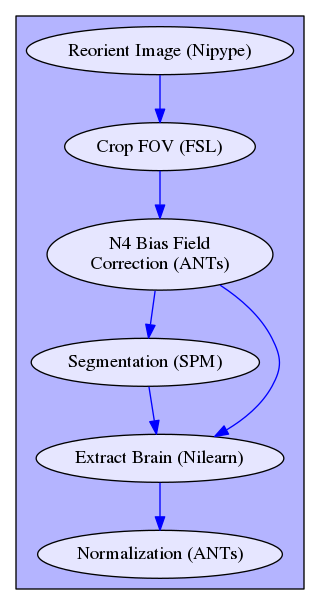 Reorient Image (Nipype)
Crop FOV (FSL)
N4 Bias Field
Correction (ANTs)
Segmentation (SPM)
Extract Brain (Nilearn)
Normalization (ANTs)